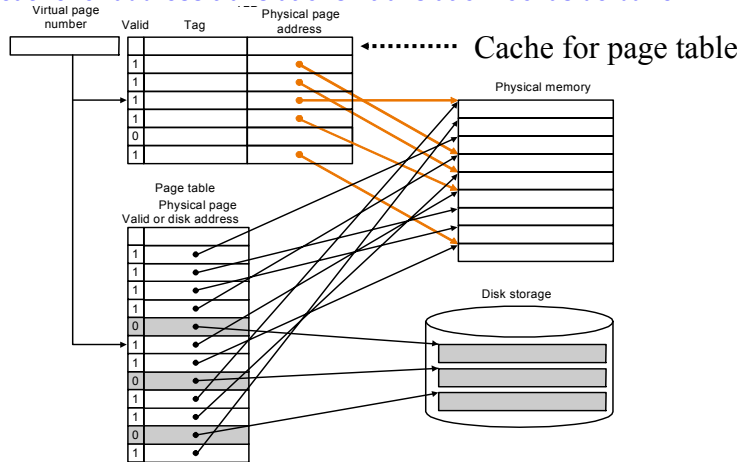 Virtual page
number
Valid
Tag
Physical page
address
Cache for page table
1
1
1
1
0
1
Physical memory
Page table
Physical page
Valid or disk address
1
1
1
1
0
1
1
0
1
1
0
1
Disk storage